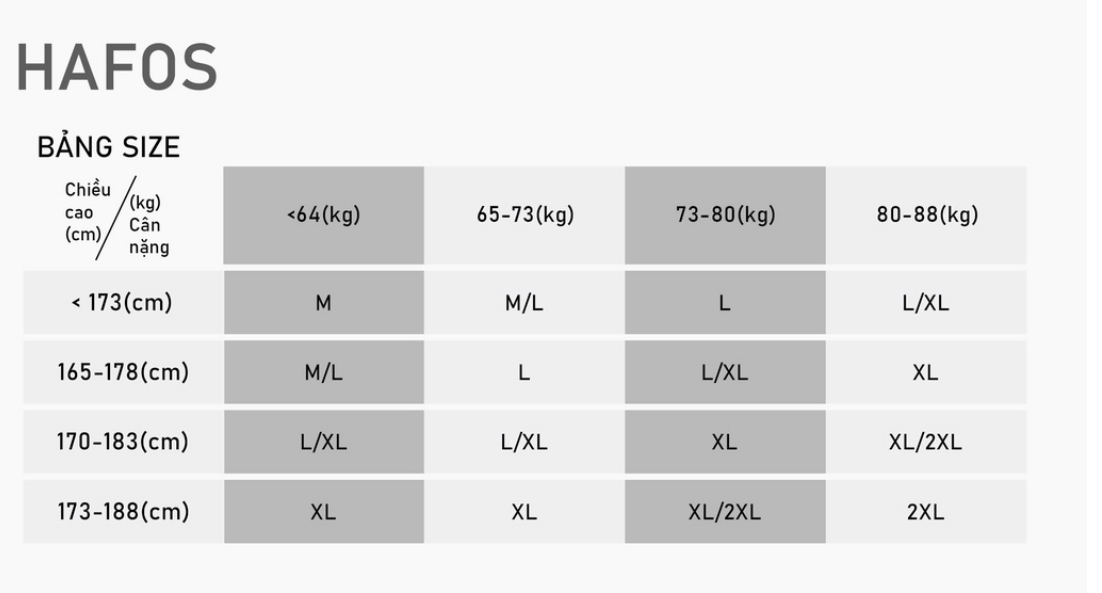 HAFOS
BẢNG SIZE
Chiều
cao
(cm)
(kg)
Cân
nặng
<64(kg) 65-73(kg) 73-80(kg) 80-88(kg)
< 173(cm) M M/L L L/XL
165-178(cm) M/L L L/XL XL
170-183(cm) L/XL L/XL XL XL/2XL
173-188(cm) XL XL XL/2XL 2XL